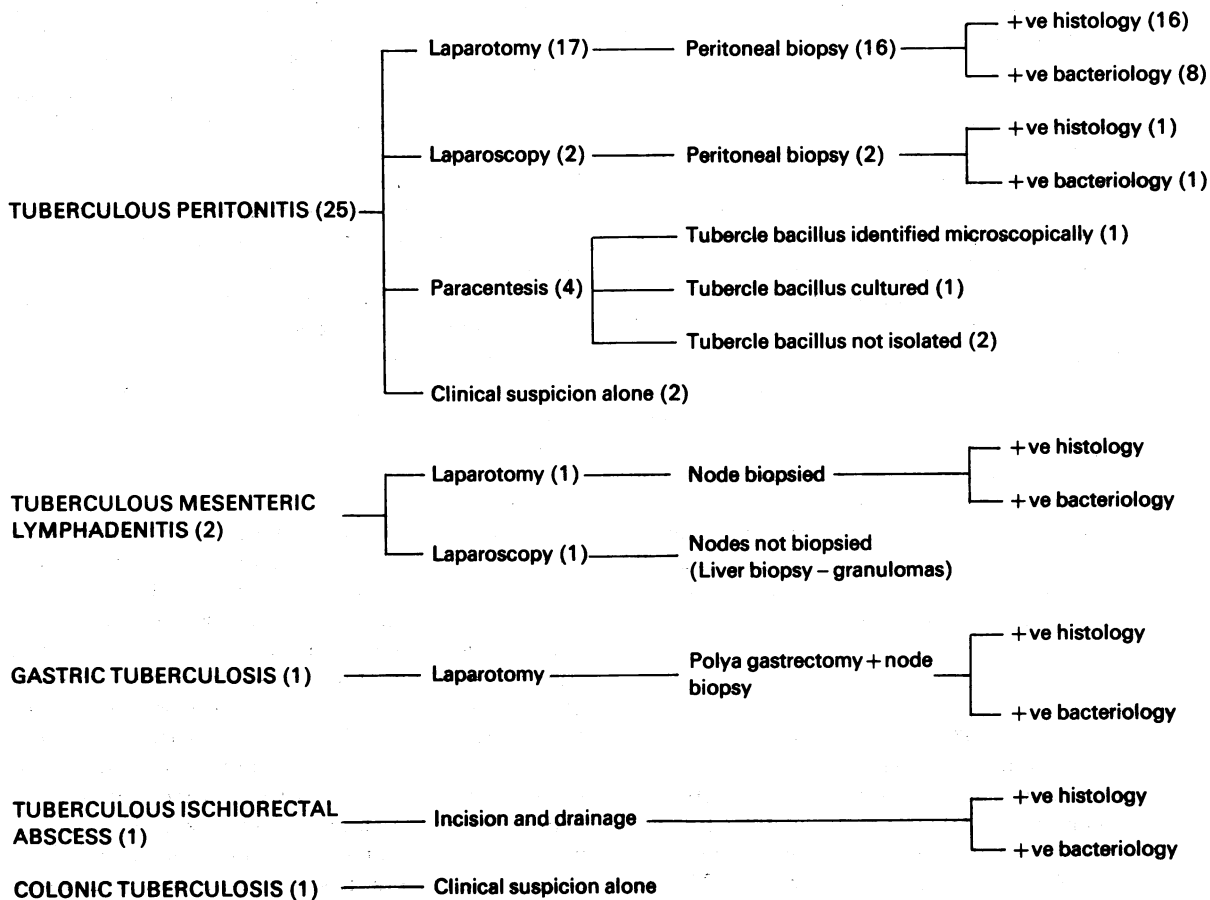 TUBERCULOUS PERITONITIS (25)
Laparotomy (17)
Peritoneal biopsy (16)
+ve histology (16)
+ve bacteriology (8)
Laparoscopy (2)
Peritoneal biopsy (2)
+ve histology (1)
+ve bacteriology (1)
Paracentesis (4)
Tubercle bacillus identified microscopically (1)
Tubercle bacillus cultured (1)
Tubercle bacillus not isolated (2)
Clinical suspicion alone (2)
TUBERCULOUS MESENTERIC
LYMPHADENITIS (2)
Laparotomy (1)
Node biopsied
+ve histology
+ve bacteriology
Laparoscopy (1)
Nodes not biopsied
(Liver biopsy – granulomas)
GASTRIC TUBERCULOSIS (1)
Laparotomy
Polya gastrectomy + node
biopsy
+ve histology
+ve bacteriology
TUBERCULOUS ISCHIORECTAL
ABSCESS (1)
Incision and drainage
+ve histology
+ve bacteriology
COLONIC TUBERCULOSIS (1)
Clinical suspicion alone